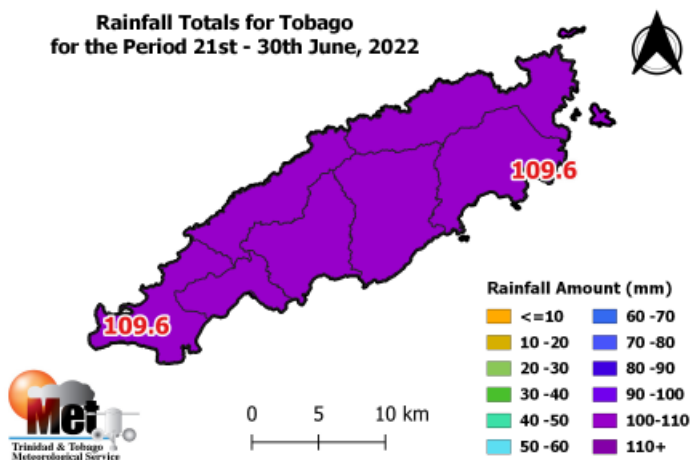 Rainfall Totals for Tobago
for the Period 21st - 30th June, 2022
109.6
109.6
Rainfall Amount (mm)
<=10
10 -20
20 -30
30 -40
40 -50
50 -60
60 -70
70 -80
80 -90
90 -100
100-110
110+
0 5 10 km
Met
Trinidad & Tobago
Meteorological Service